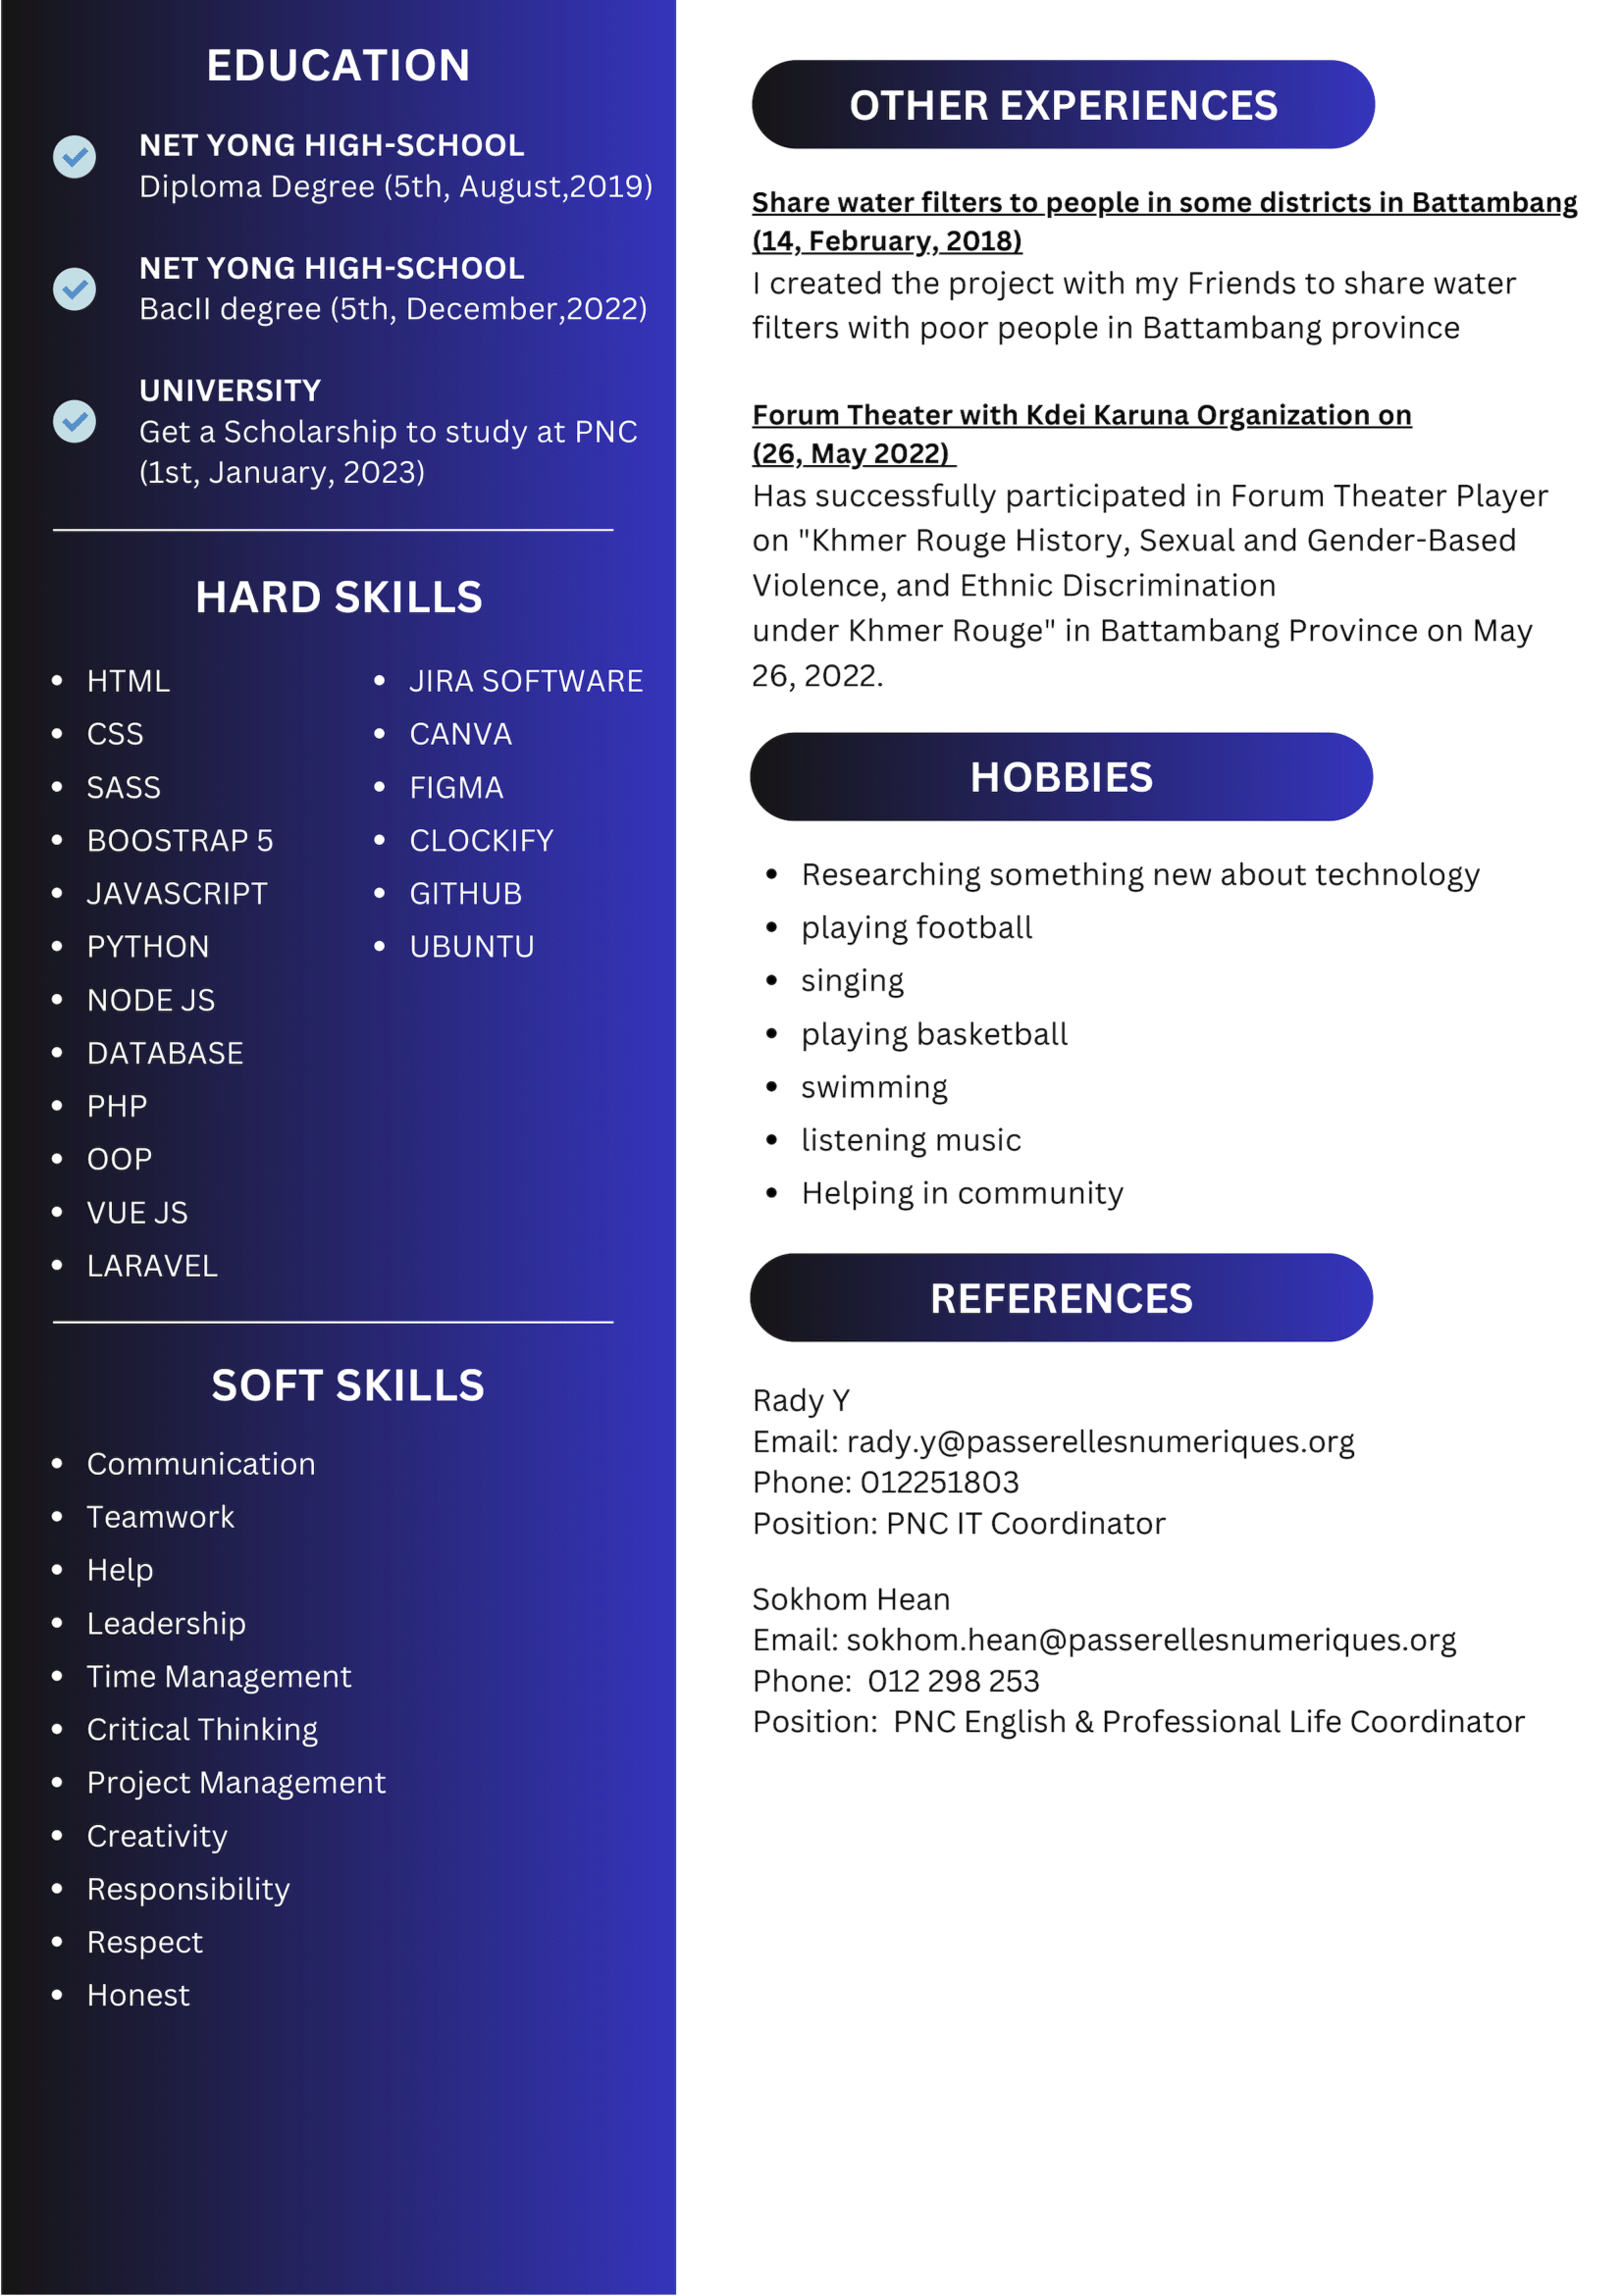 EDUCATION
NET YONG HIGH-SCHOOL
Diploma Degree (5th, August,2019)
NET YONG HIGH-SCHOOL
BacII degree (5th, December,2022)
UNIVERSITY
Get a Scholarship to study at PNC
(1st, January, 2023)
HARD SKILLS
HTML
CSS
SASS
BOOSTRAP 5
JAVASCRIPT
PYTHON
NODE JS
DATABASE
PHP
OOP
VUE JS
LARAVEL
JIRA SOFTWARE
CANVA
FIGMA
CLOCKIFY
GITHUB
UBUNTU
SOFT SKILLS
Communication
Teamwork
Help
Leadership
Time Management
Critical Thinking
Project Management
Creativity
Responsibility
Respect
Honest
OTHER EXPERIENCES
Share water filters to people in some districts in Battambang
(14, February, 2018)
I created the project with my Friends to share water
filters with poor people in Battambang province
Forum Theater with Kdei Karuna Organization on
(26, May 2022)
Has successfully participated in Forum Theater Player
on "Khmer Rouge History, Sexual and Gender-Based
Violence, and Ethnic Discrimination
under Khmer Rouge" in Battambang Province on May
26, 2022.
HOBBIES
Researching something new about technology
playing football
singing
playing basketball
swimming
listening music
Helping in community
REFERENCES
Rady Y
Email: rady.y@passerellesnumeriques.org
Phone: 012251803
Position: PNC IT Coordinator
Sokhom Hean
Email: sokhom.hean@passerellesnumeriques.org
Phone:  012 298 253
Position:  PNC English & Professional Life Coordinator